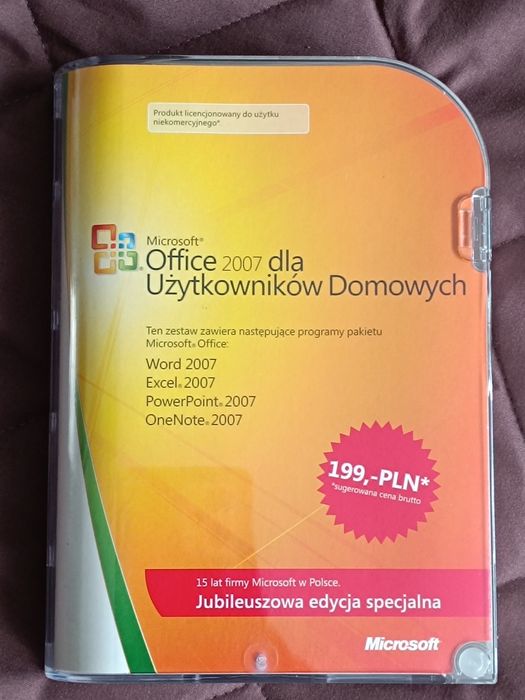 Produkt licencjonowany do użytku
niekomercyjnego*
Microsoft®
Office 2007 dla
Użytkowników Domowych
Ten zestaw zawiera następujące programy pakietu
Microsoft® Office:
Word 2007
Excel® 2007
PowerPoint® 2007
OneNote® 2007
199,-PLN*
*sugerowana cena brutto
15 lat firmy Microsoft w Polsce.
Jubileuszowa edycja specjalna
Microsoft